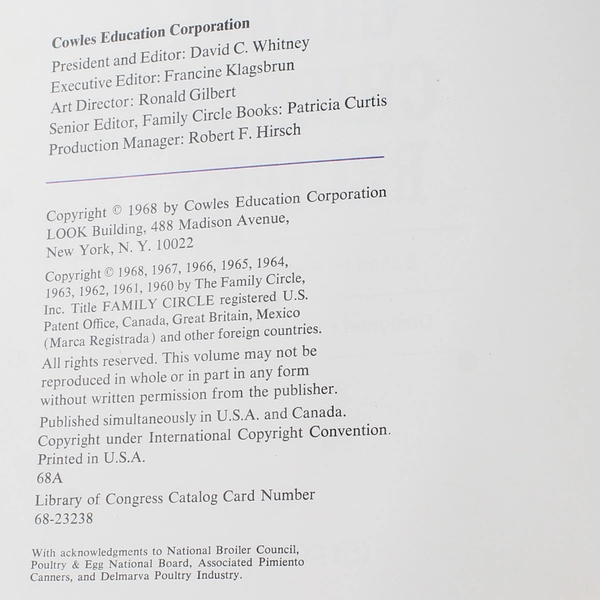 Cowles Education Corporation
President and Editor: David C. Whitney
Executive Editor: Francine Klagsbrun
Art Director: Ronald Gilbert
Senior Editor, Family Circle Books: Patricia Curtis
Production Manager: Robert F. Hirsch
Copyright © 1968 by Cowles Education Corporation
LOOK Building, 488 Madison Avenue,
New York, N. Y. 10022
Copyright © 1968, 1967, 1966, 1965, 1964,
1963, 1962, 1961, 1960 by The Family Circle,
Inc. Title FAMILY CIRCLE registered U.S.
Patent Office, Canada, Great Britain, Mexico
(Marca Registrada) and other foreign countries.
All rights reserved. This volume may not be
reproduced in whole or in part in any form
without written permission from the publisher.
Published simultaneously in U.S.A. and Canada.
Copyright under International Copyright Convention.
Printed in U.S.A.
68A
Library of Congress Catalog Card Number
68-23238
With acknowledgments to National Broiler Council,
Poultry & Egg National Board, Associated Pimiento
Canners, and Delmarva Poultry Industry.